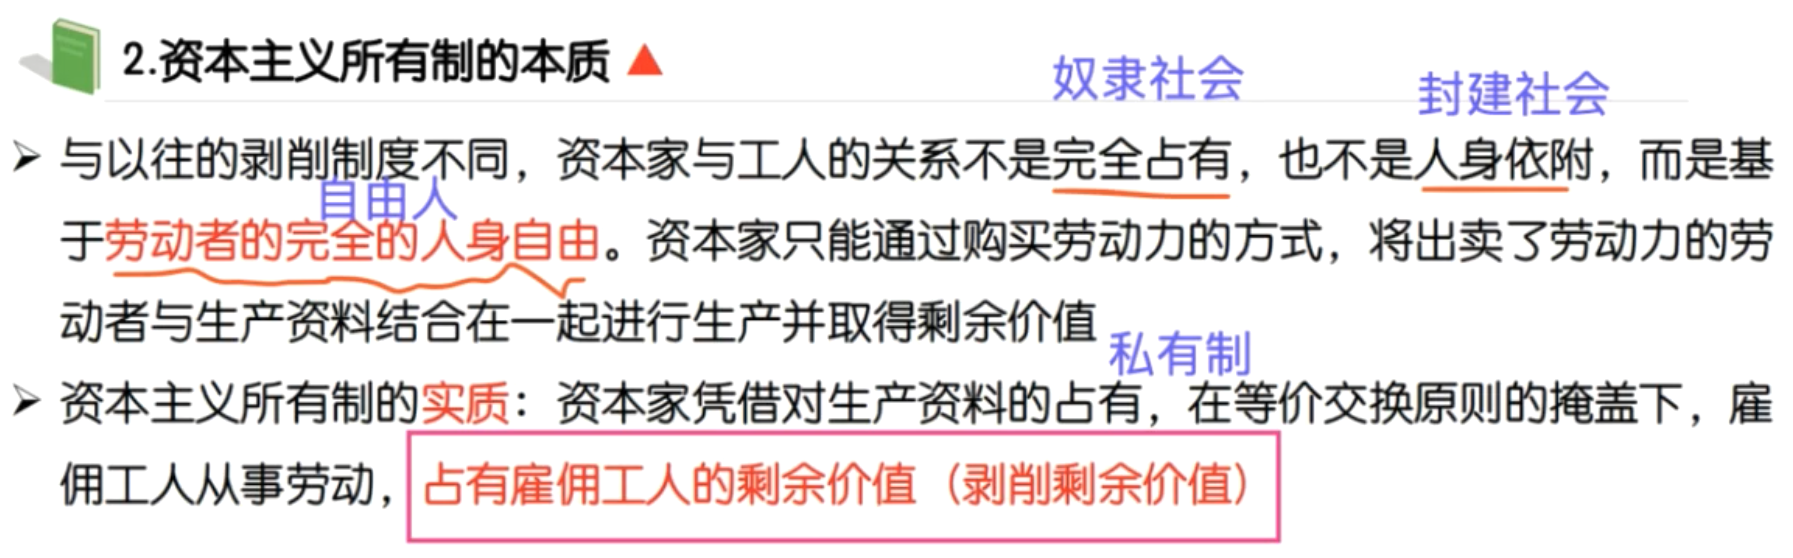 2.资本主义所有制的本质
奴隶社会
封建社会
与以往的剥削制度不同，资本家与工人的关系不是完全占有，也不是人身依附，而是基
自由人
于劳动者的完全的人身自由。资本家只能通过购买劳动力的方式，将出卖了劳动力的劳
动者与生产资料结合在一起进行生产并取得剩余价值
私有制
资本主义所有制的实质：资本家凭借对生产资料的占有，在等价交换原则的掩盖下，雇
佣工人从事劳动，占有雇佣工人的剩余价值（剥削剩余价值）